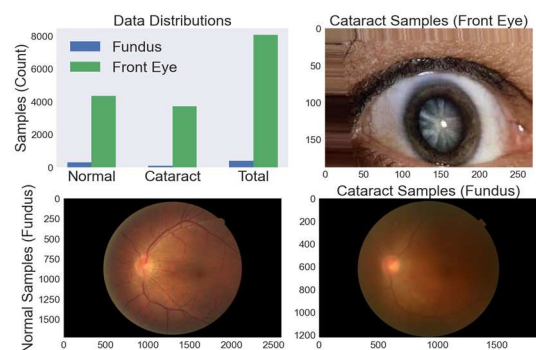 Data Distributions
Samples (Count)
8000
6000
4000
2000
0
Fundus
Front Eye
Normal Cataract Total
Cataract Samples (Front Eye)
0
50
100
150
0 50 100 150 200 250
Normal Samples (Fundus)
0
250
500
750
1000
1250
1500
0 500 1000 1500 2000 2500
Cataract Samples (Fundus)
0
200
400
600
800
1000
1200
0 500 1000 1500